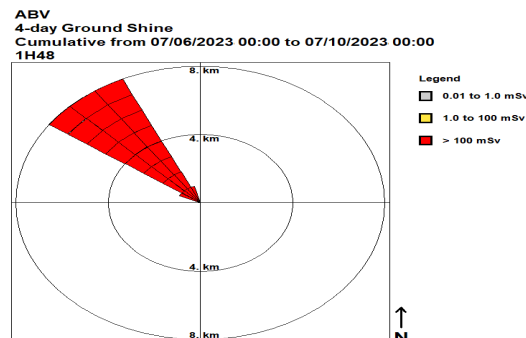 ABV
4-day Ground Shine
Cumulative from 07/06/2023 00:00 to 07/10/2023 00:00
1H48
8. km
4. km
4. km
8. km
Legend
0.01 to 1.0 mSv
1.0 to 100 mSv
> 100 mSv
N